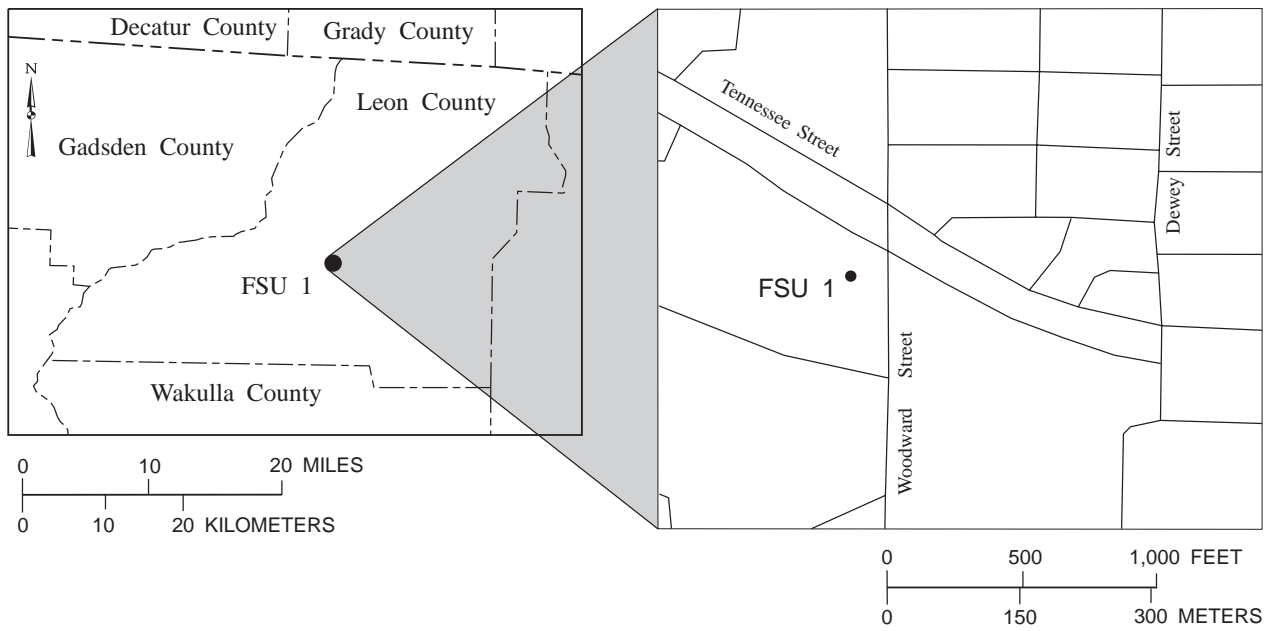 Decatur County
Grady County
N
Leon County
Gadsden County
FSU 1
Wakulla County
0 10 20 MILES
0 10 20 KILOMETERS
Tennessee Street
Dewey Street
FSU 1
Woodward Street
0 500 1,000 FEET
0 150 300 METERS